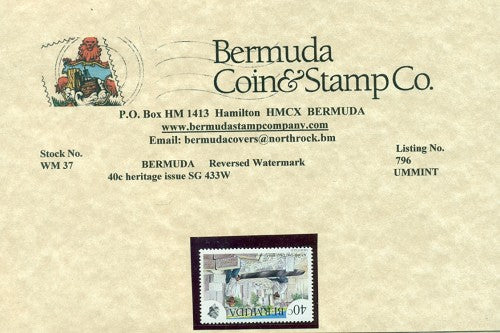 Bermuda
Coin&Stamp Co.
P.O. Box HM 1413 Hamilton HMCX BERMUDA
www.bermudastampcompany.com
Email: bermudacovers@northrock.bm
Stock No.
WM 37
BERMUDA Reversed Watermark
40c heritage issue SG 433W
Listing No.
796
UMMINT
BERMUDA
40c